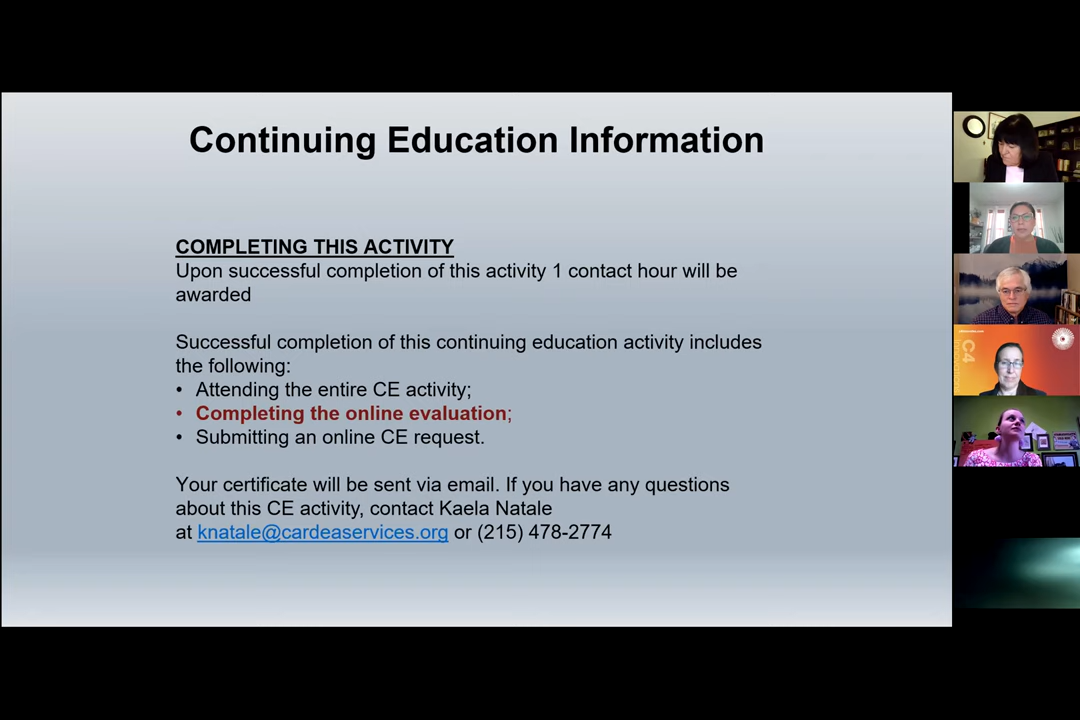 Continuing Education Information
COMPLETING THIS ACTIVITY
Upon successful completion of this activity 1 contact hour will be
awarded
Successful completion of this continuing education activity includes
the following:
• Attending the entire CE activity;
• Completing the online evaluation;
• Submitting an online CE request.
Your certificate will be sent via email. If you have any questions
about this CE activity, contact Kaela Natale
at knatale@cardeaservices.org or (215) 478-2774
C4